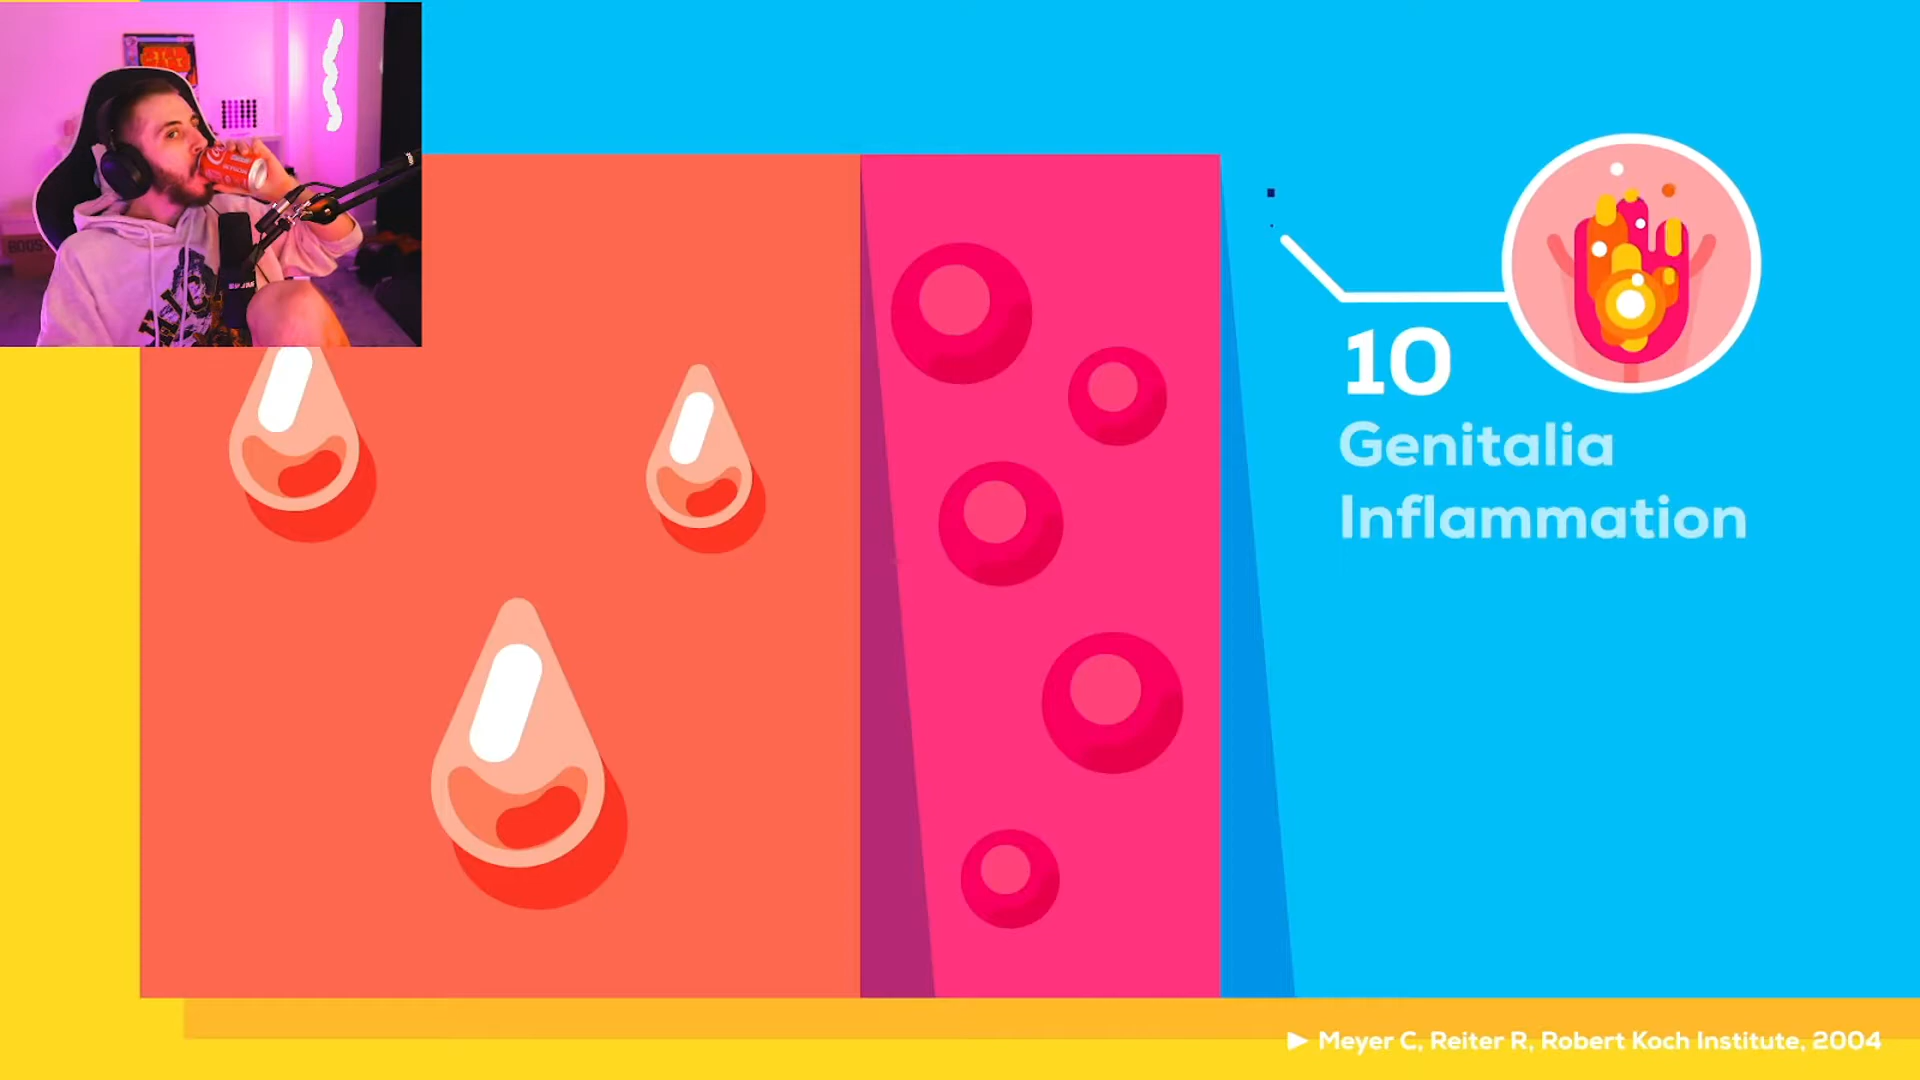 10
Genitalia
Inflammation
► Meyer C, Reiter R, Robert Koch Institute, 2004